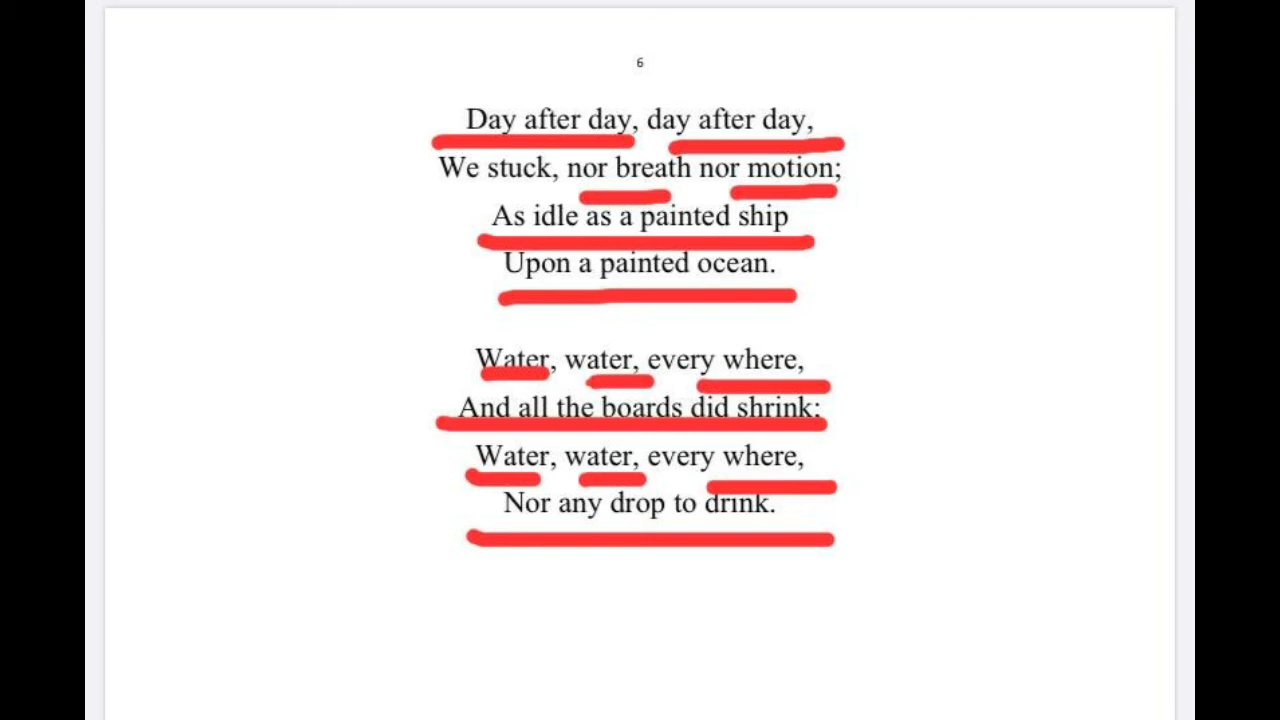 6
Day after day, day after day,
We stuck, nor breath nor motion;
As idle as a painted ship
Upon a painted ocean.
Water, water, every where,
And all the boards did shrink;
Water, water, every where,
Nor any drop to drink.